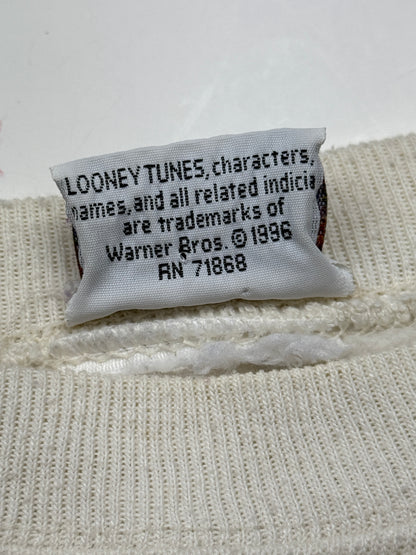 LOONEY TUNES, characters,
names, and all related indicia
are trademarks of
Warner Bros. © 1996
RN 71868